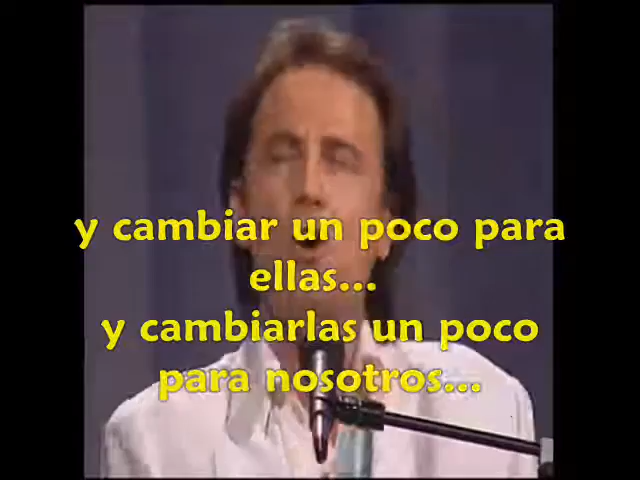 y cambiar un poco para
ellas...
y cambiarlas un poco
para nosotros...